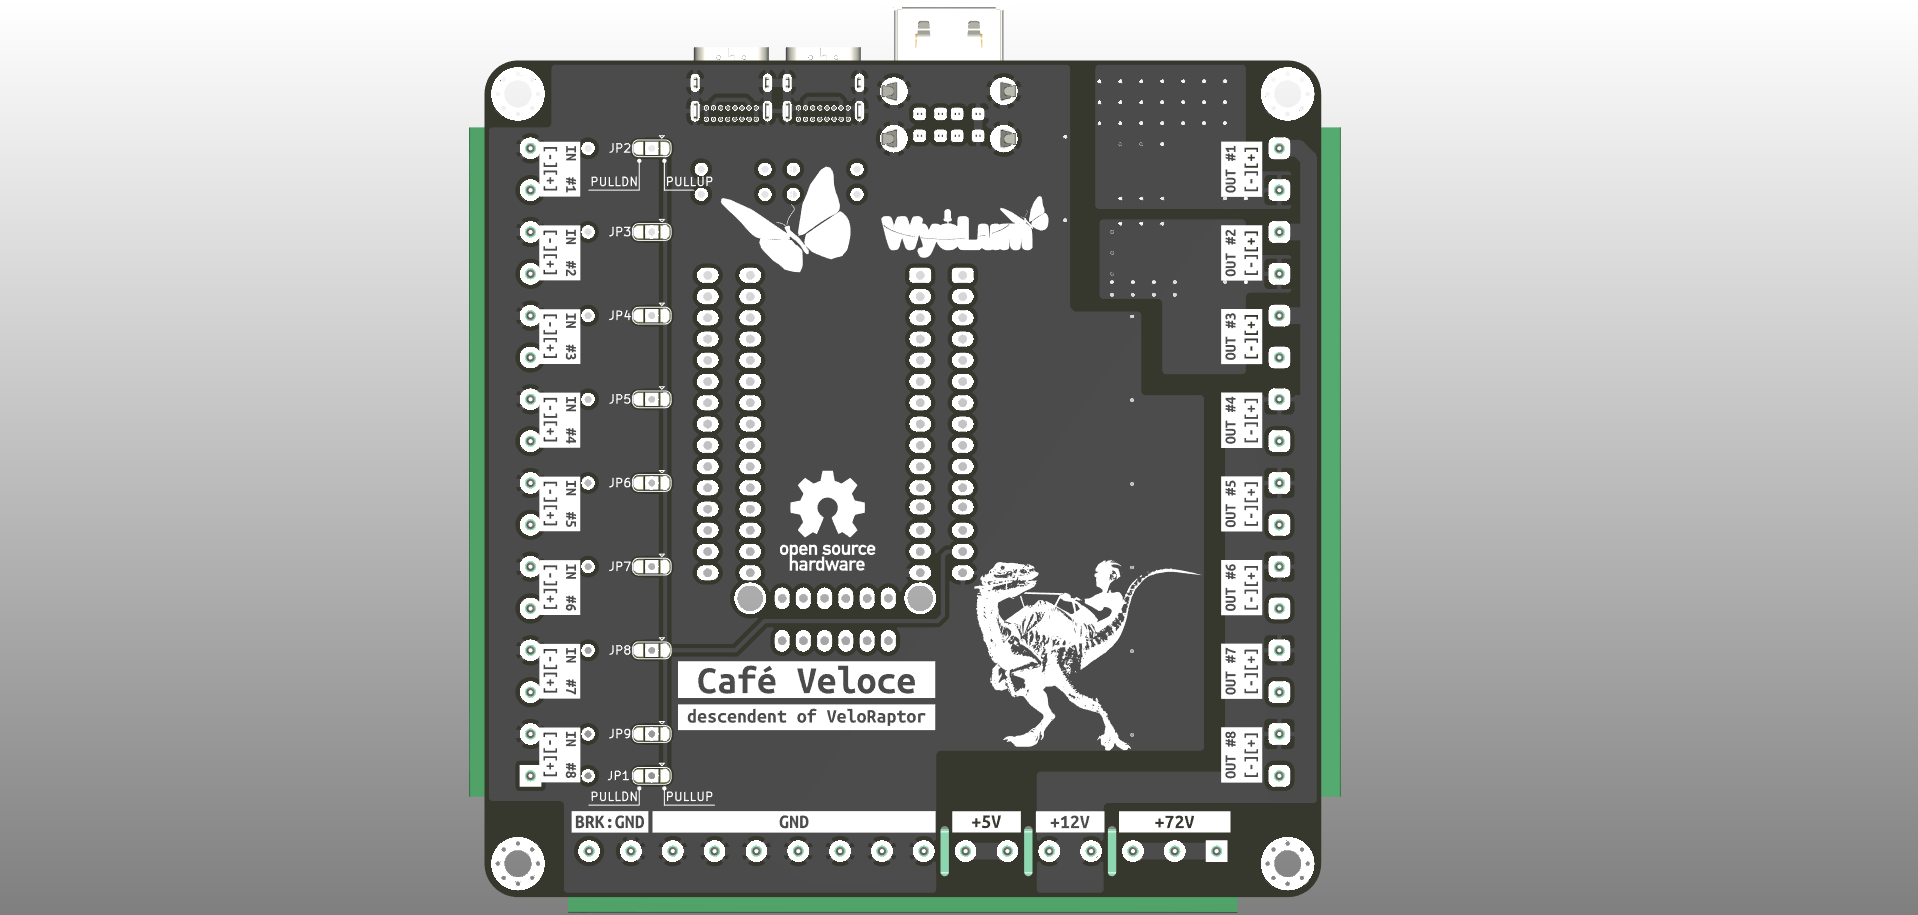 JP2
IN #1
[-][+]
PULLDN
PULLUP
OUT #1
[-][+]
WyoLum
JP3
IN #2
[-][+]
OUT #2
[-][+]
JP4
IN #3
[-][+]
OUT #3
[-][+]
JP5
IN #4
[-][+]
OUT #4
[-][+]
JP6
IN #5
[-][+]
OUT #5
[-][+]
open source
hardware
JP7
IN #6
[-][+]
OUT #6
[-][+]
JP8
IN #7
[-][+]
OUT #7
[-][+]
Café Veloce
descendent of VeloRaptor
JP9
IN #8
[-][+]
OUT #8
[-][+]
JP1
PULLDN
PULLUP
BRK:GND
GND
+5V
+12V
+72V